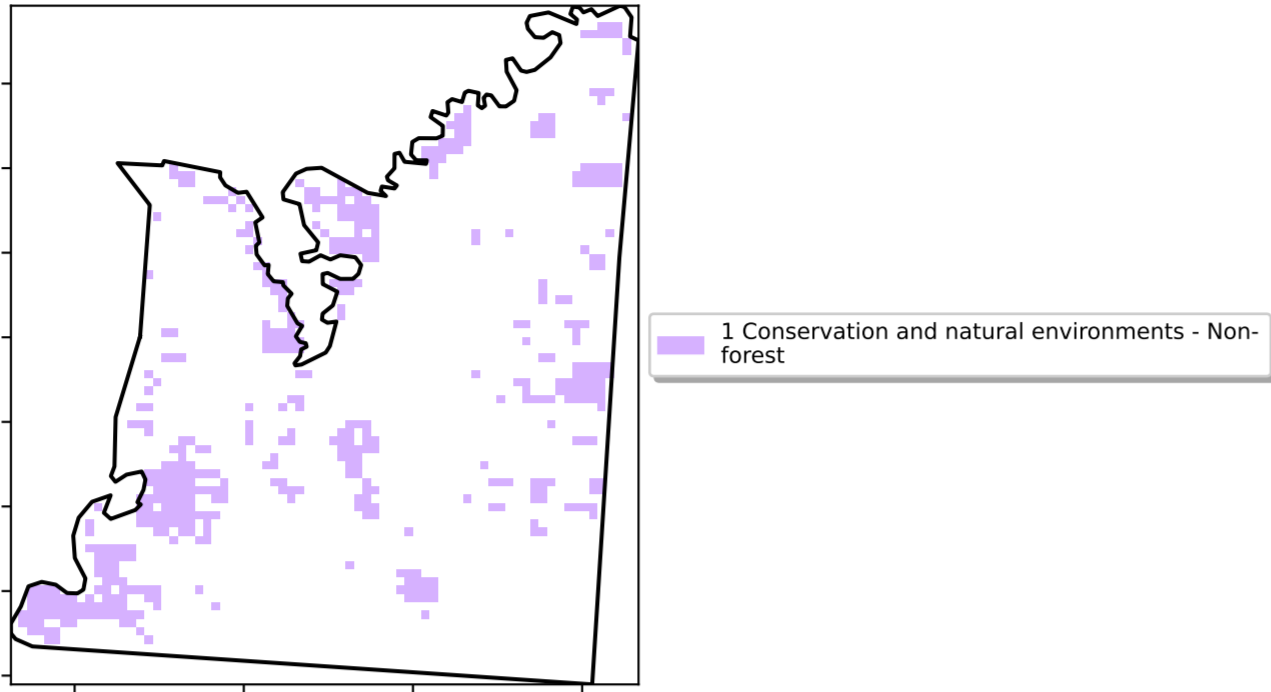 1 Conservation and natural environments - Non-
forest